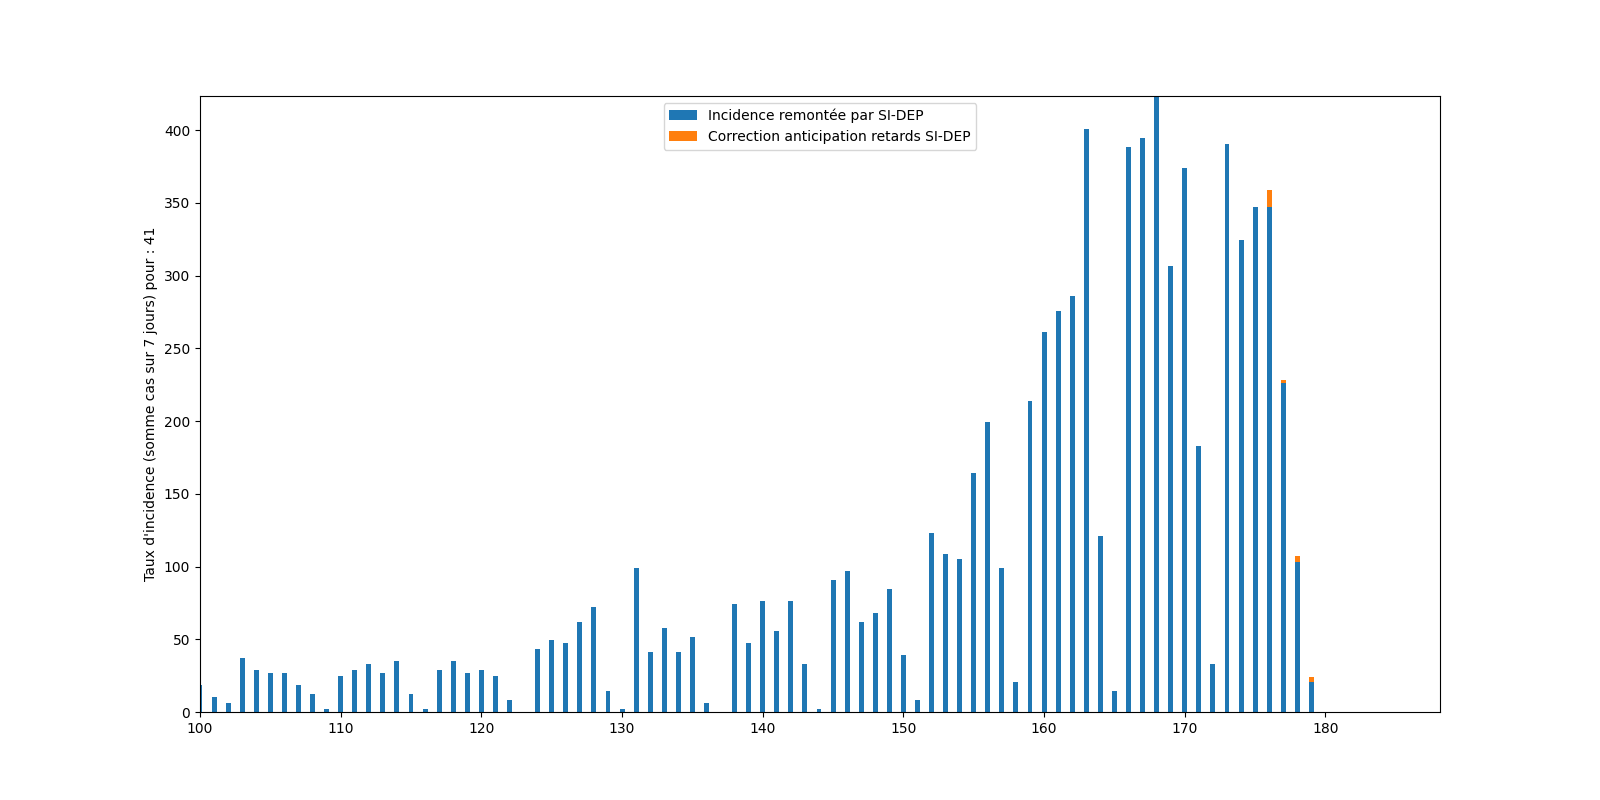 Incidence remontée par SI-DEP
Correction anticipation retards SI-DEP
Taux d'incidence (somme cas sur 7 jours) pour : 41
400
350
300
250
200
150
100
50
0
100 110 120 130 140 150 160 170 180